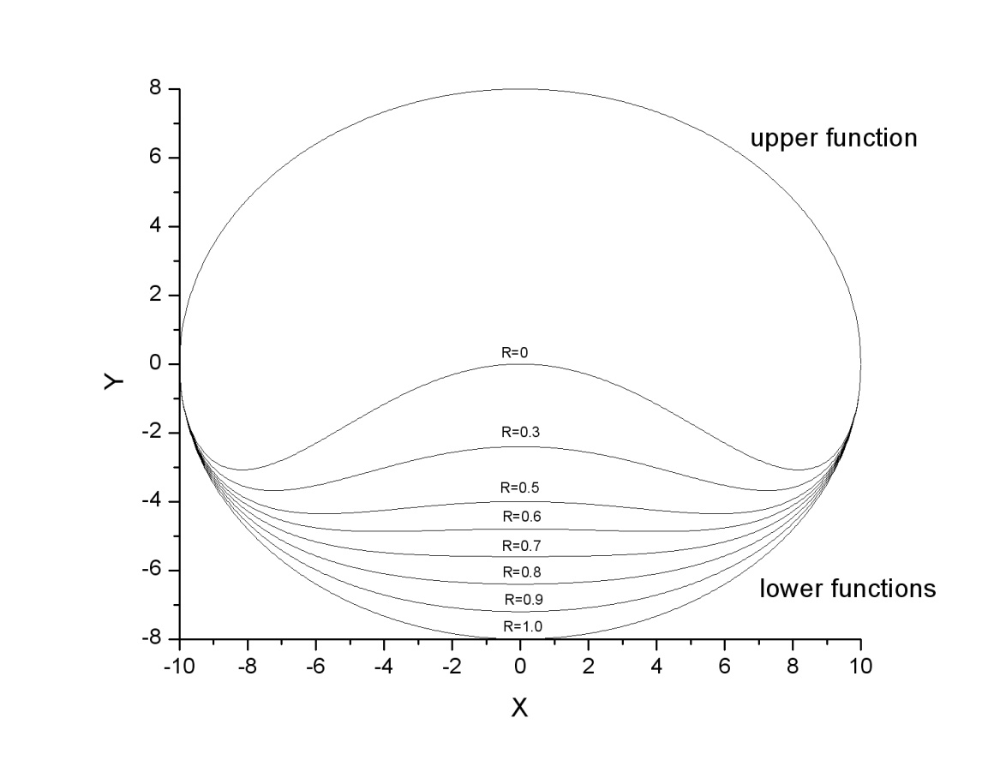 8
upper function
6
4
2
R=0
0
Y
-2
R=0.3
R=0.5
-4
R=0.6
R=0.7
-6
R=0.8
lower functions
R=0.9
R=1.0
-8
-10 -8 -6 -4 -2 0 2 4 6 8 10
X